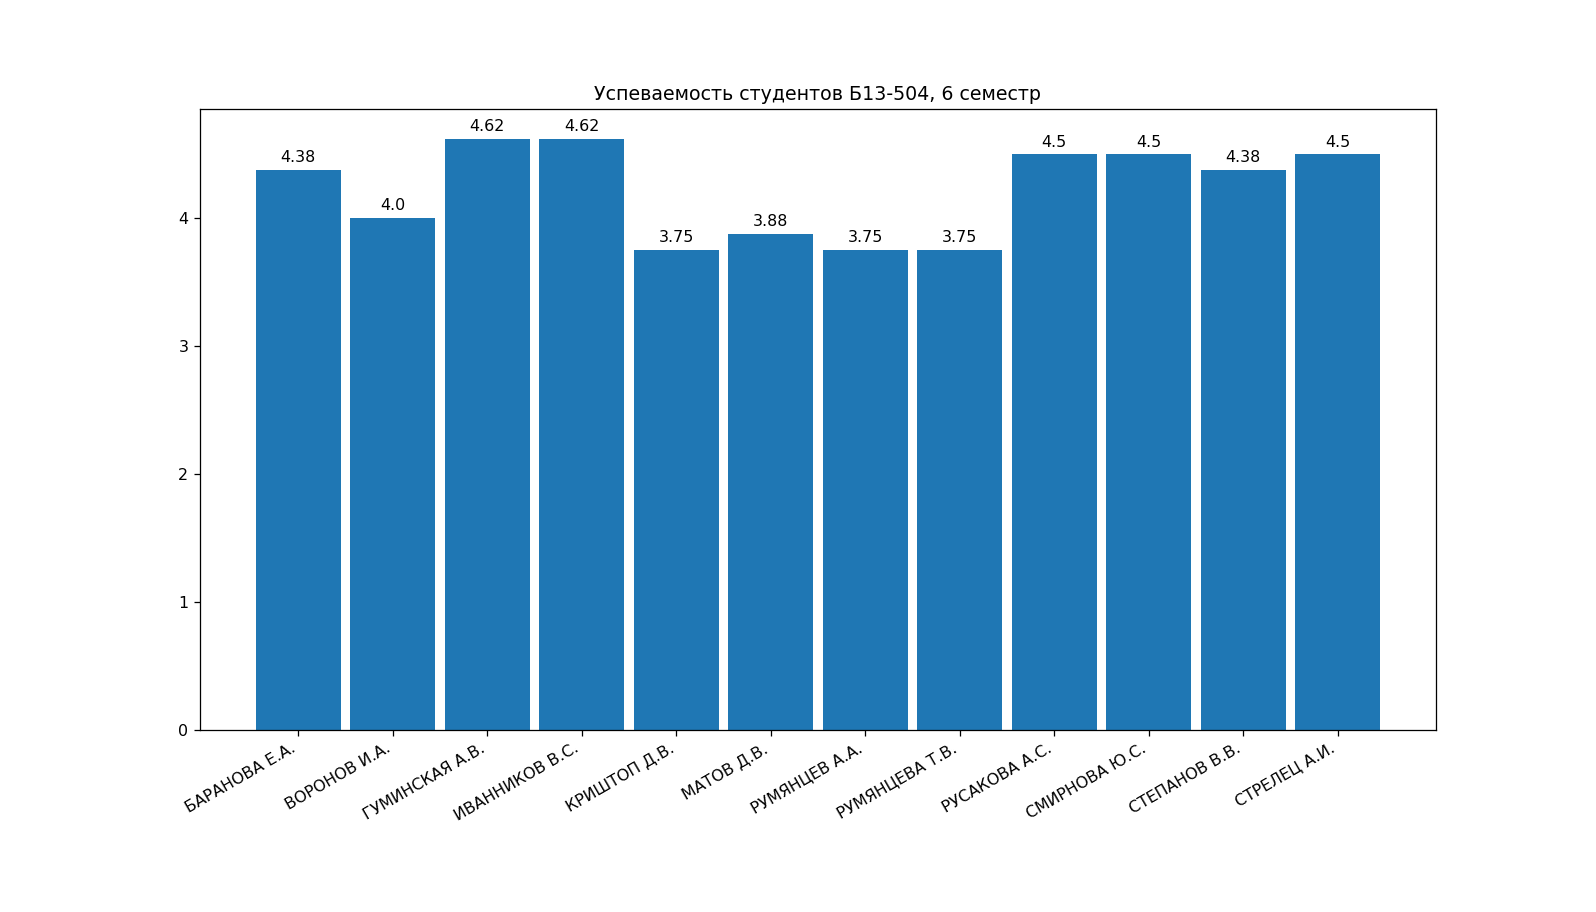 Успеваемость студентов Б13-504, 6 семестр
4.38
4.0
4.62
4.62
3.75
3.88
3.75
3.75
4.5
4.5
4.38
4.5
4
3
2
1
0
БАРАНОВА Е.А.
ВОРОНОВ И.А.
ГУМИНСКАЯ А.В.
ИВАННИКОВ В.С.
КРИШТОП Д.В.
МАТОВ Д.В.
РУМЯНЦЕВ А.А.
РУМЯНЦЕВА Т.В.
РУСАКОВА А.С.
СМИРНОВА Ю.С.
СТЕПАНОВ В.В.
СТРЕЛЕЦ А.И.